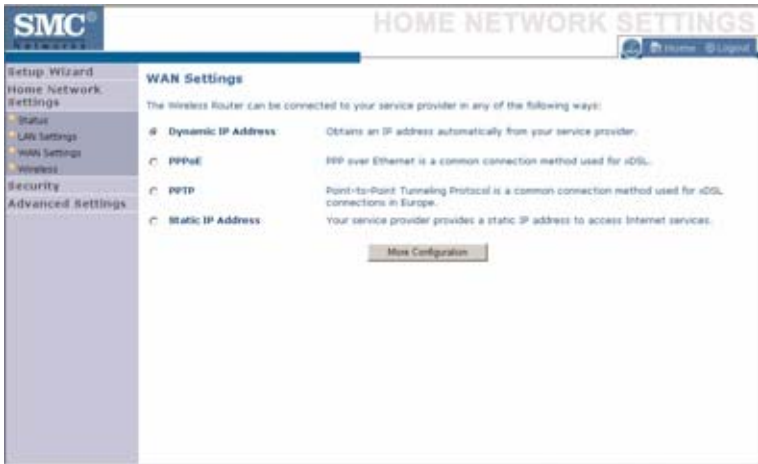 SMC®
Networks
HOME NETWORK SETTINGS
Home Logout
Setup Wizard
Home Network
Settings
Status
LAN Settings
WAN Settings
Wireless
Security
Advanced Settings
WAN Settings
The Wireless Router can be connected to your service provider in any of the following ways:
Dynamic IP Address Obtains an IP address automatically from your service provider.
PPPoE PPP over Ethernet is a common connection method used for xDSL.
PPTP Point-to-Point Tunneling Protocol is a common connection method used for xDSL
connections in Europe.
Static IP Address Your service provider provides a static IP address to access Internet services.
More Configuration